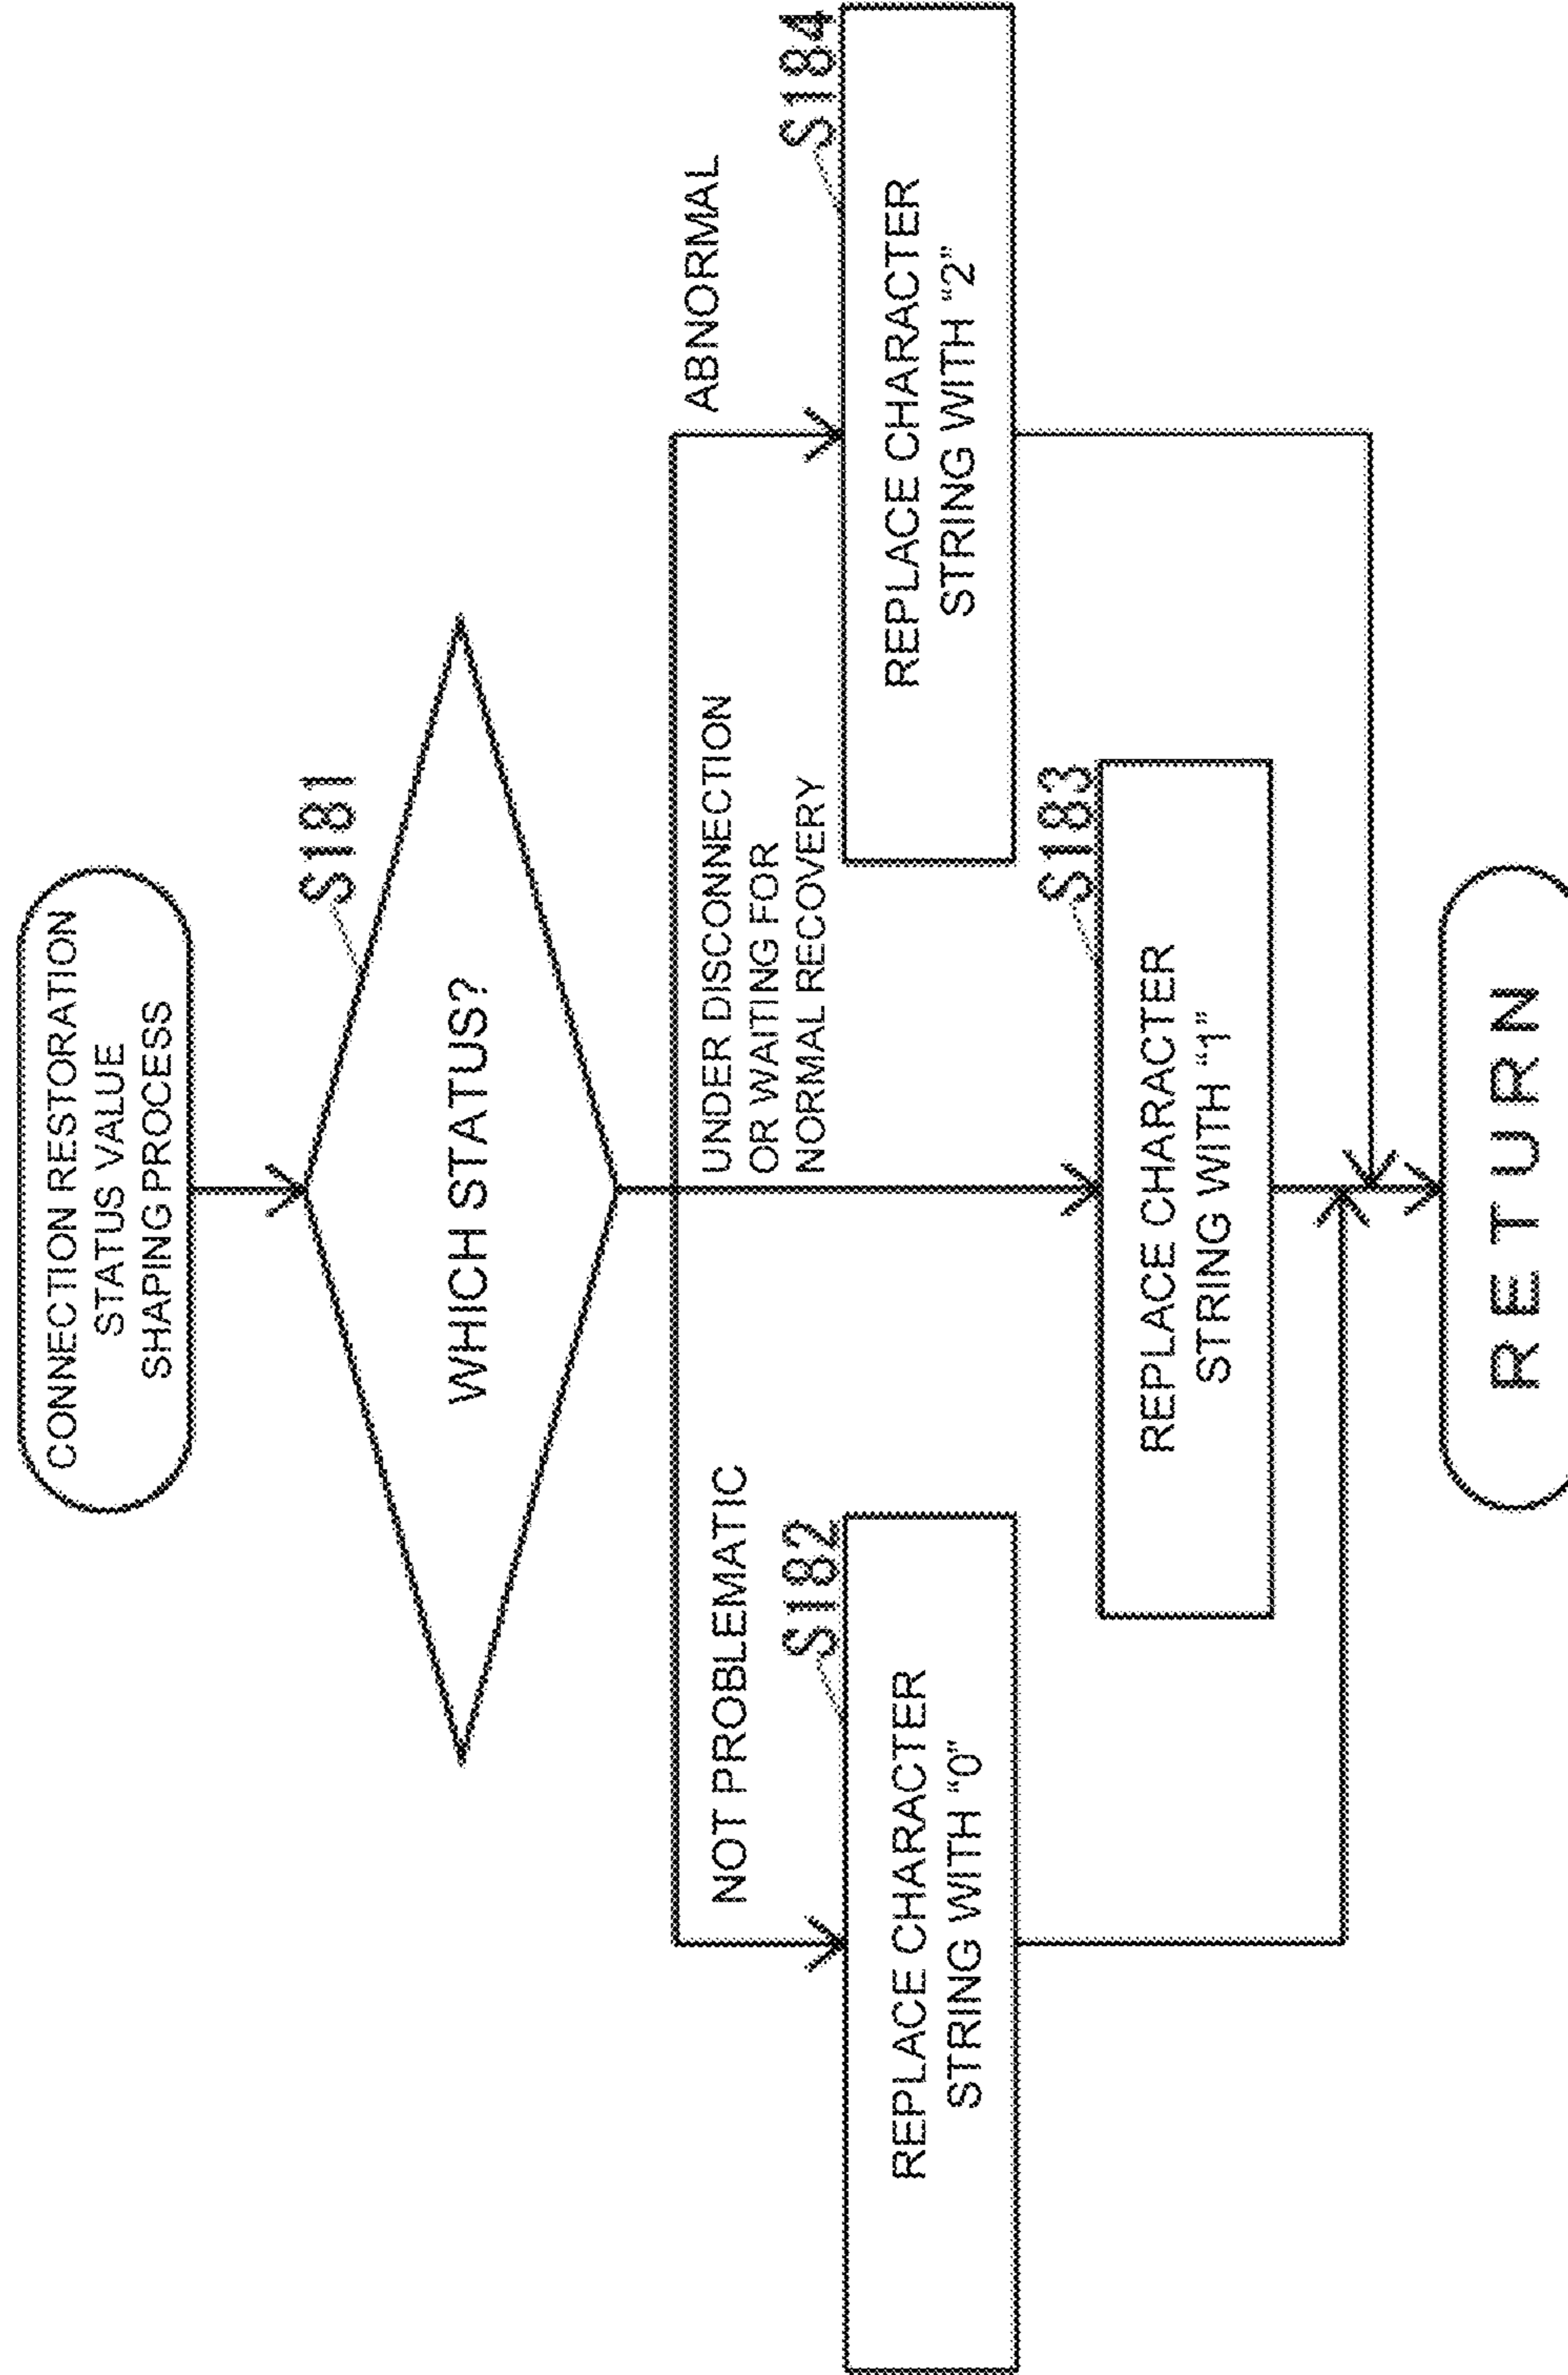 CONNECTION RESTORATION
STATUS VALUE
SHAPING PROCESS
S181
WHICH STATUS?
NOT PROBLEMATIC
UNDER DISCONNECTION
OR WAITING FOR
NORMAL RECOVERY
ABNORMAL
S182
REPLACE CHARACTER
STRING WITH “0”
S183
REPLACE CHARACTER
STRING WITH “1”
S184
REPLACE CHARACTER
STRING WITH “2”
RETURN